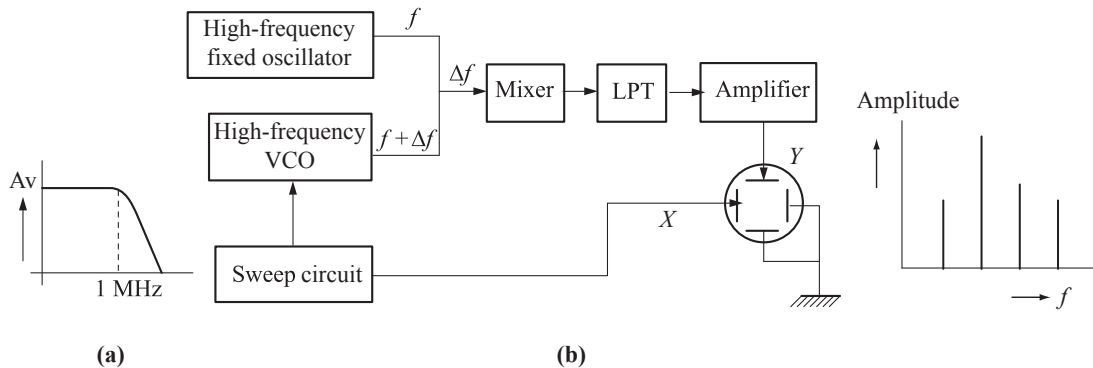 High-frequency
fixed oscillator
f
Δf
Mixer
LPT
Amplifier
High-frequency
VCO
f + Δf
Amplitude
Y
Av
X
1 MHz
Sweep circuit
f
(a)
(b)